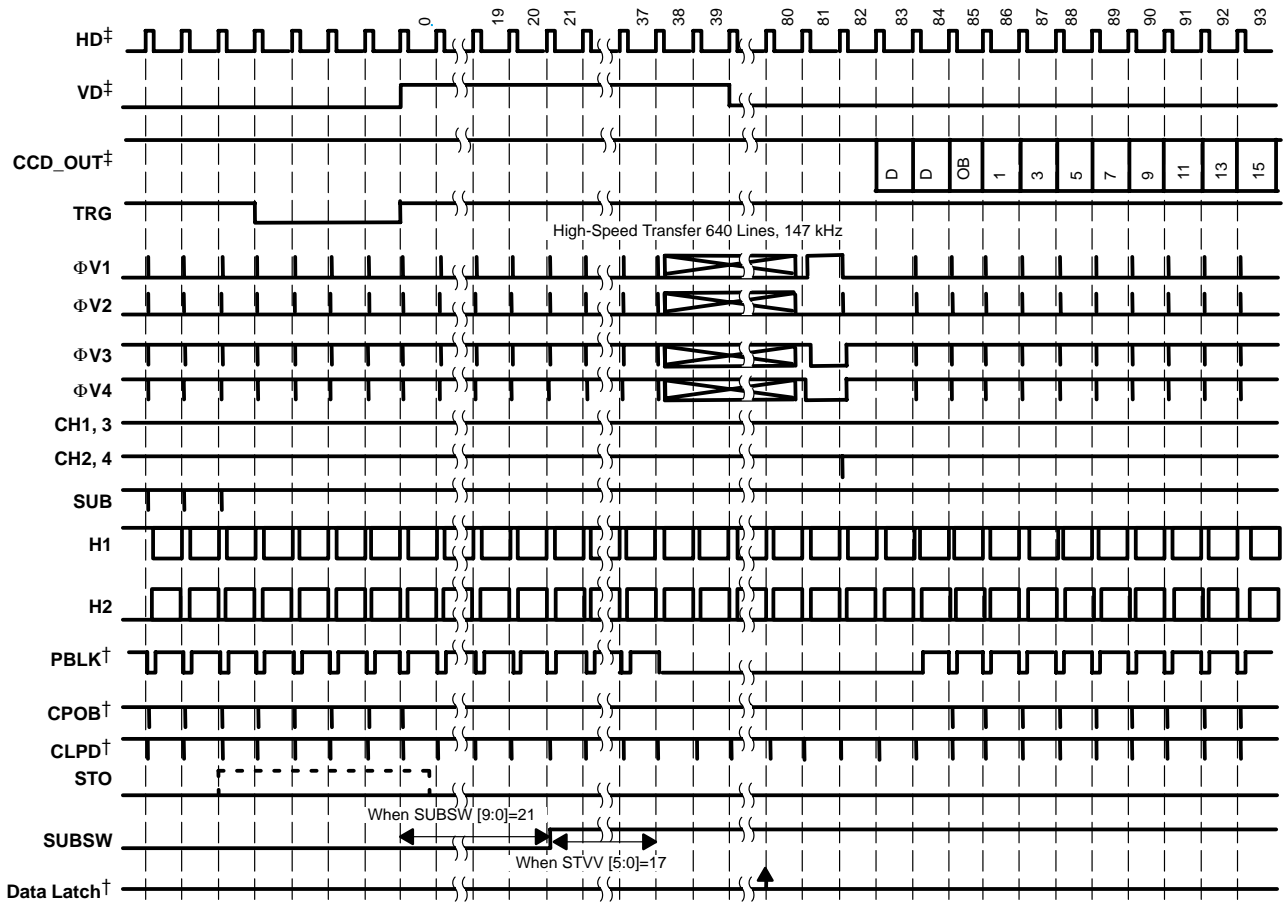 0 19 20 21 37 38 39 80 81 82 83 84 85 86 87 88 89 90 91 92 93
HD‡
VD‡
CCD_OUT‡ D D OB 1 3 5 7 9 11 13 15
TRG
High-Speed Transfer 640 Lines, 147 kHz
ΦV1
ΦV2
ΦV3
ΦV4
CH1, 3
CH2, 4
SUB
H1
H2
PBLK†
CPOB†
CLPD†
STO
When SUBSW [9:0]=21
SUBSW
When STVV [5:0]=17
Data Latch†